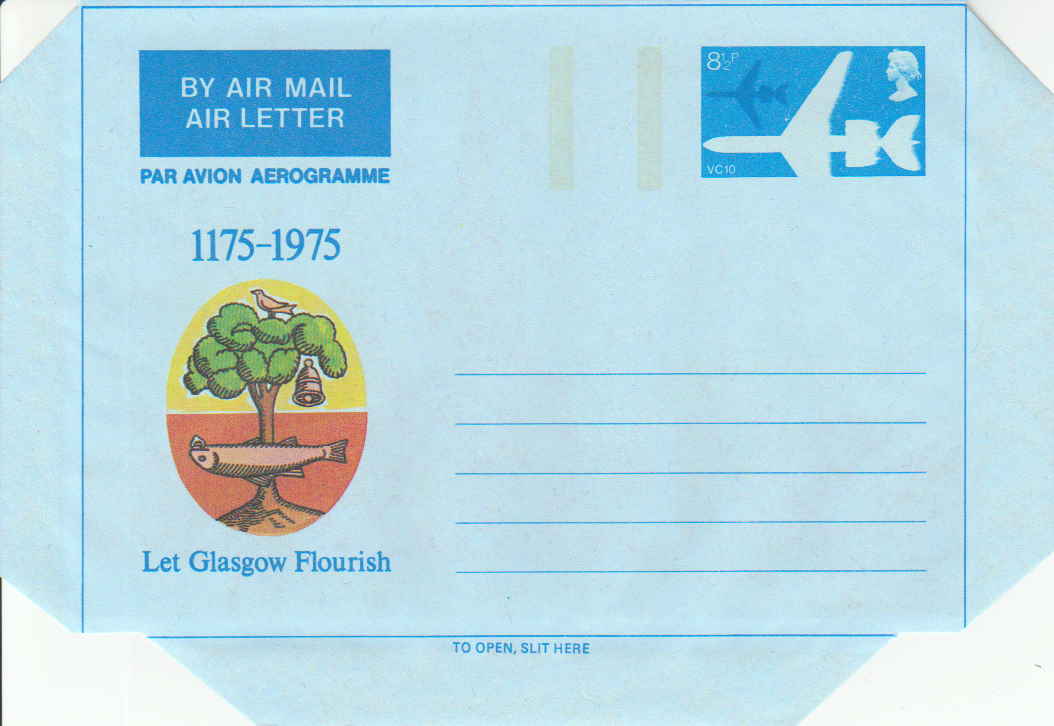 BY AIR MAIL
AIR LETTER
PAR AVION AEROGRAMME
8½P
VC10
1175–1975
Let Glasgow Flourish
TO OPEN, SLIT HERE